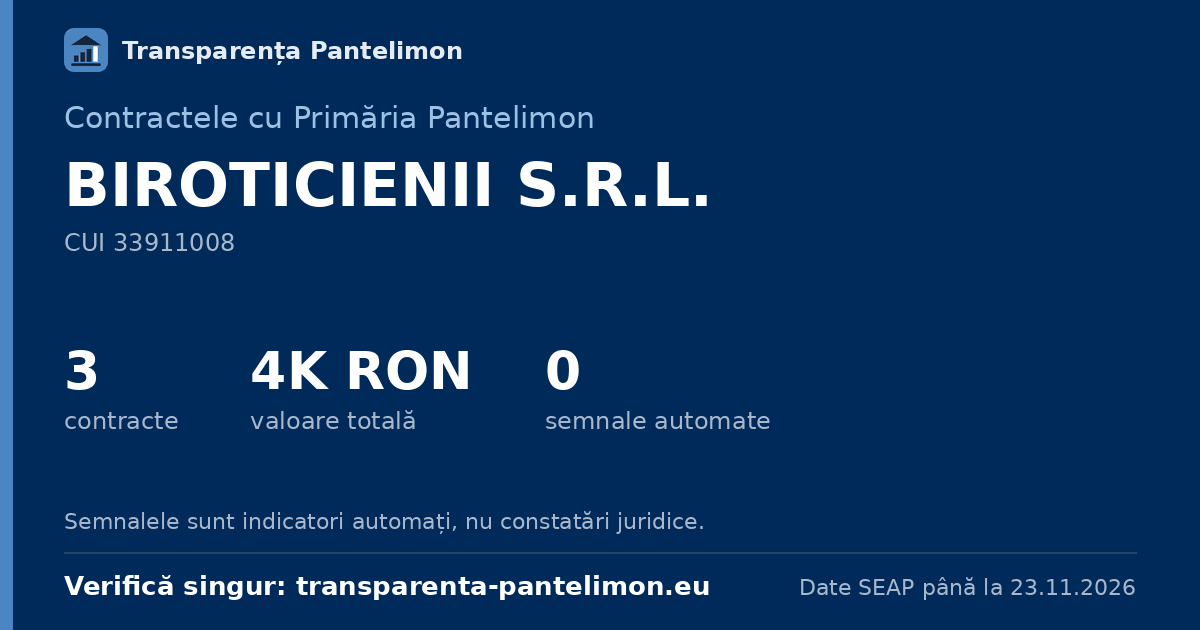 Transparența Pantelimon
Contractele cu Primăria Pantelimon
BIROTICIENII S.R.L.
CUI 33911008
3 4K RON 0
contracte valoare totală semnale automate
Semnalele sunt indicatori automați, nu constatări juridice.
Verifică singur: transparenta-pantelimon.eu Date SEAP până la 23.11.2026